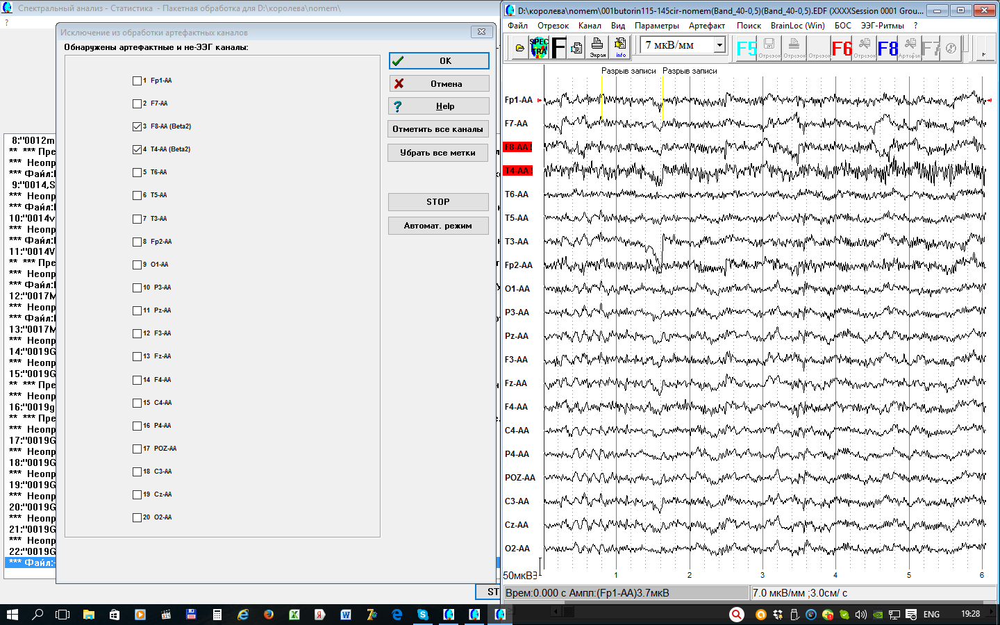 Спектральный анализ - Статистика - Пакетная обработка для D:\королева\nomem\
?
8:"0012m
** *** Пре
*** Неопр
*** Файл:
9:"0014,S
*** Неопр
*** Файл:
10:"0014v
*** Неопр
*** Файл:
11:"0014V
** *** Пре
*** Неопр
*** Файл:
12:"0017M
*** Неопр
*** Файл:
13:"0017M
*** Неопр
14:"0019G
*** Неопр
15:"0019G
** *** Пре
*** Неопр
16:"0019g
** *** Пре
*** Неопр
17:"0019G
*** Неопр
18:"0019G
*** Неопр
19:"0019G
*** Неопр
20:"0019G
*** Неопр
21:"0019G
*** Неопр
22:"0019G
*** Файл:-
ST
Исключение из обработки артефактных каналов
Обнаружены артефактные и не-ЭЭГ каналы:
1 Fp1-AA
2 F7-AA
3 F8-AA (Beta2)
4 T4-AA (Beta2)
5 T6-AA
6 T5-AA
7 T3-AA
8 Fp2-AA
9 O1-AA
10 P3-AA
11 Pz-AA
12 F3-AA
13 Fz-AA
14 F4-AA
15 C4-AA
16 P4-AA
17 POZ-AA
18 C3-AA
19 Cz-AA
20 O2-AA
OK
Отмена
Help
Отметить все каналы
Убрать все метки
STOP
Автомат. режим
D:\королева\nomem\001butorin115-145cir-nomem(Band_40-0,5)(Band_40-0,5).EDF (XXXXSession 0001 Grou...
Файл Отрезок Канал Вид Параметры Артефакт Поиск BrainLoc (Win) БОС ЭЭГ-Ритмы ?
SPEC TRA F Экран info 7 мкВ/мм F5 Отрезок Отрезок Отрезок F6 Отрезок F8 Артефак F7
Разрыв записи Разрыв записи
Fp1-AA
F7-AA
F8-AA
T4-AA
T6-AA
T5-AA
T3-AA
Fp2-AA
O1-AA
P3-AA
Pz-AA
F3-AA
Fz-AA
F4-AA
C4-AA
P4-AA
POZ-AA
C3-AA
Cz-AA
O2-AA
50мкВ
1 2 3 4 5 6
Врем:0.000 с Ампл:(Fp1-AA)3.7мкВ
7.0 мкВ/мм ;3.0см/ с
ENG
19:28